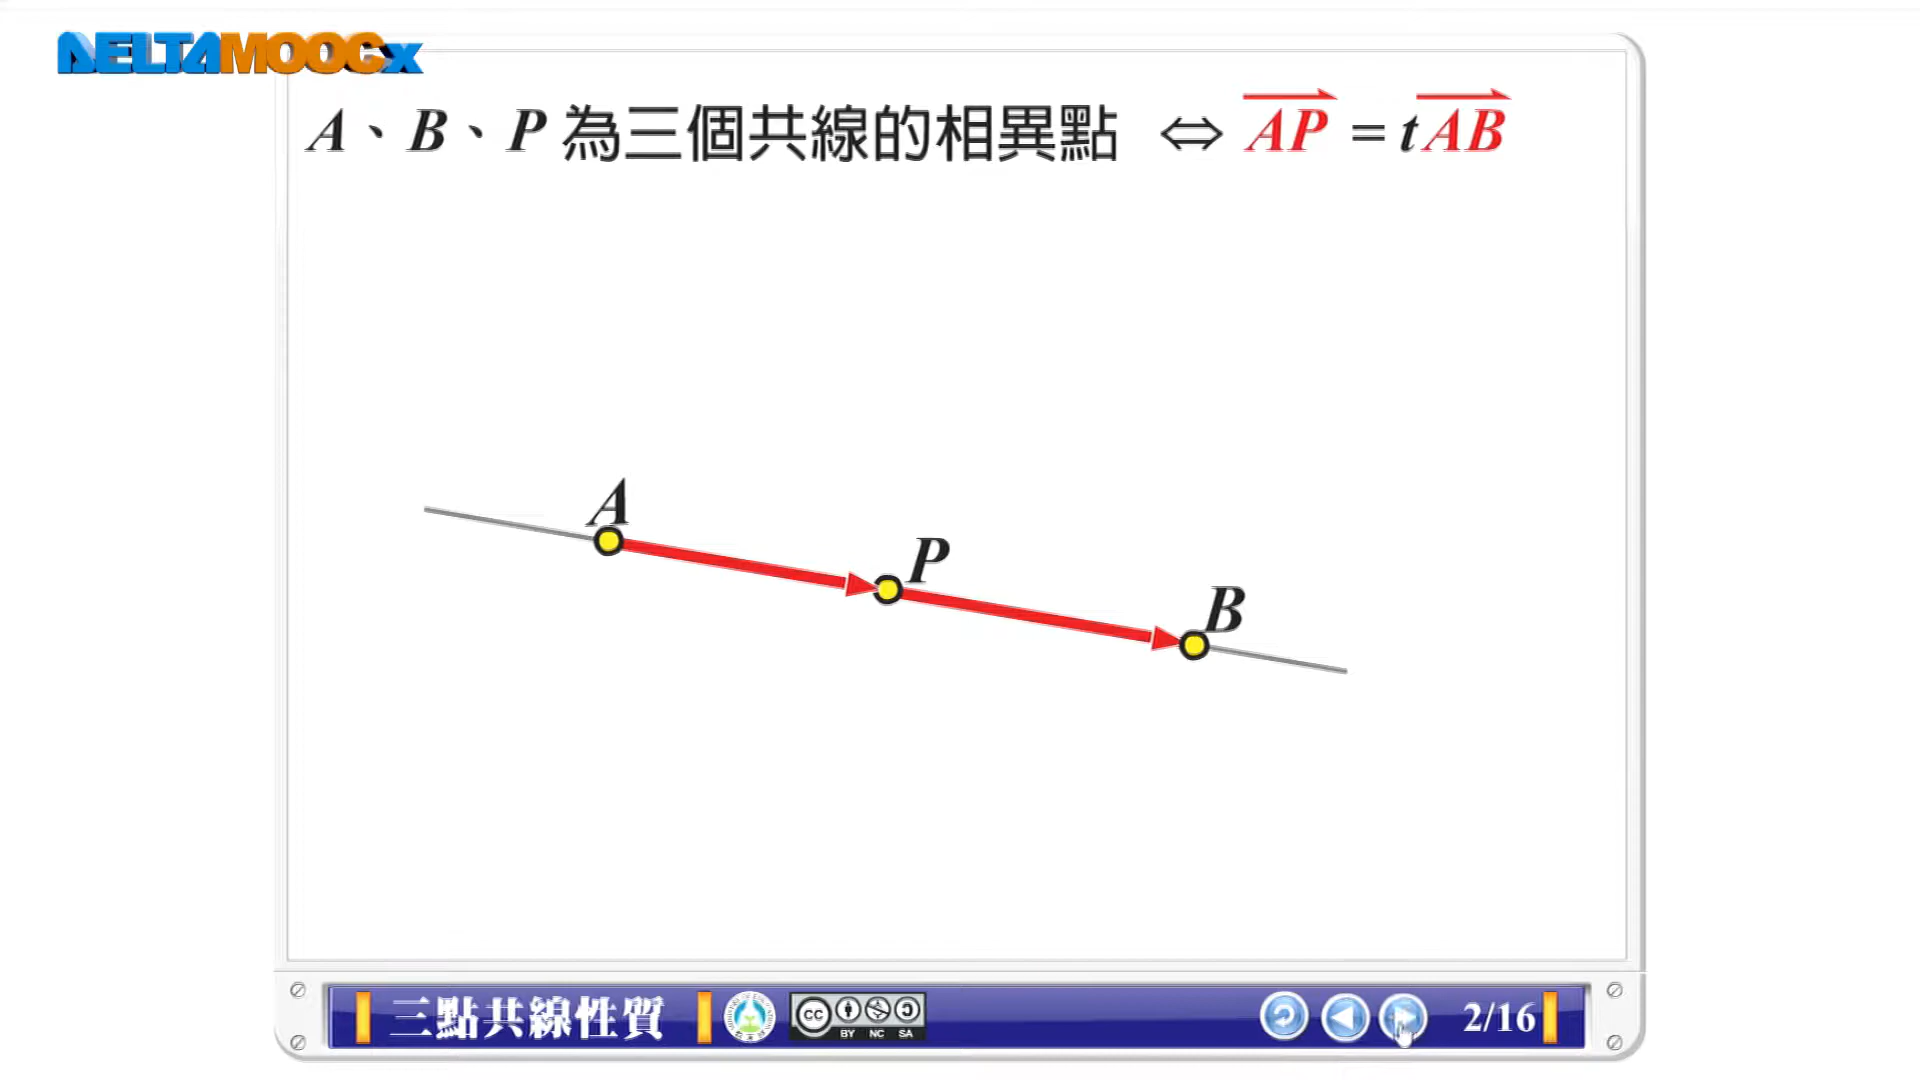 DELTAMOOCx
A、B、P 為三個共線的相異點 ⇔ AP = tAB
A
P
B
三點共線性質
CC BY NC SA
2/16